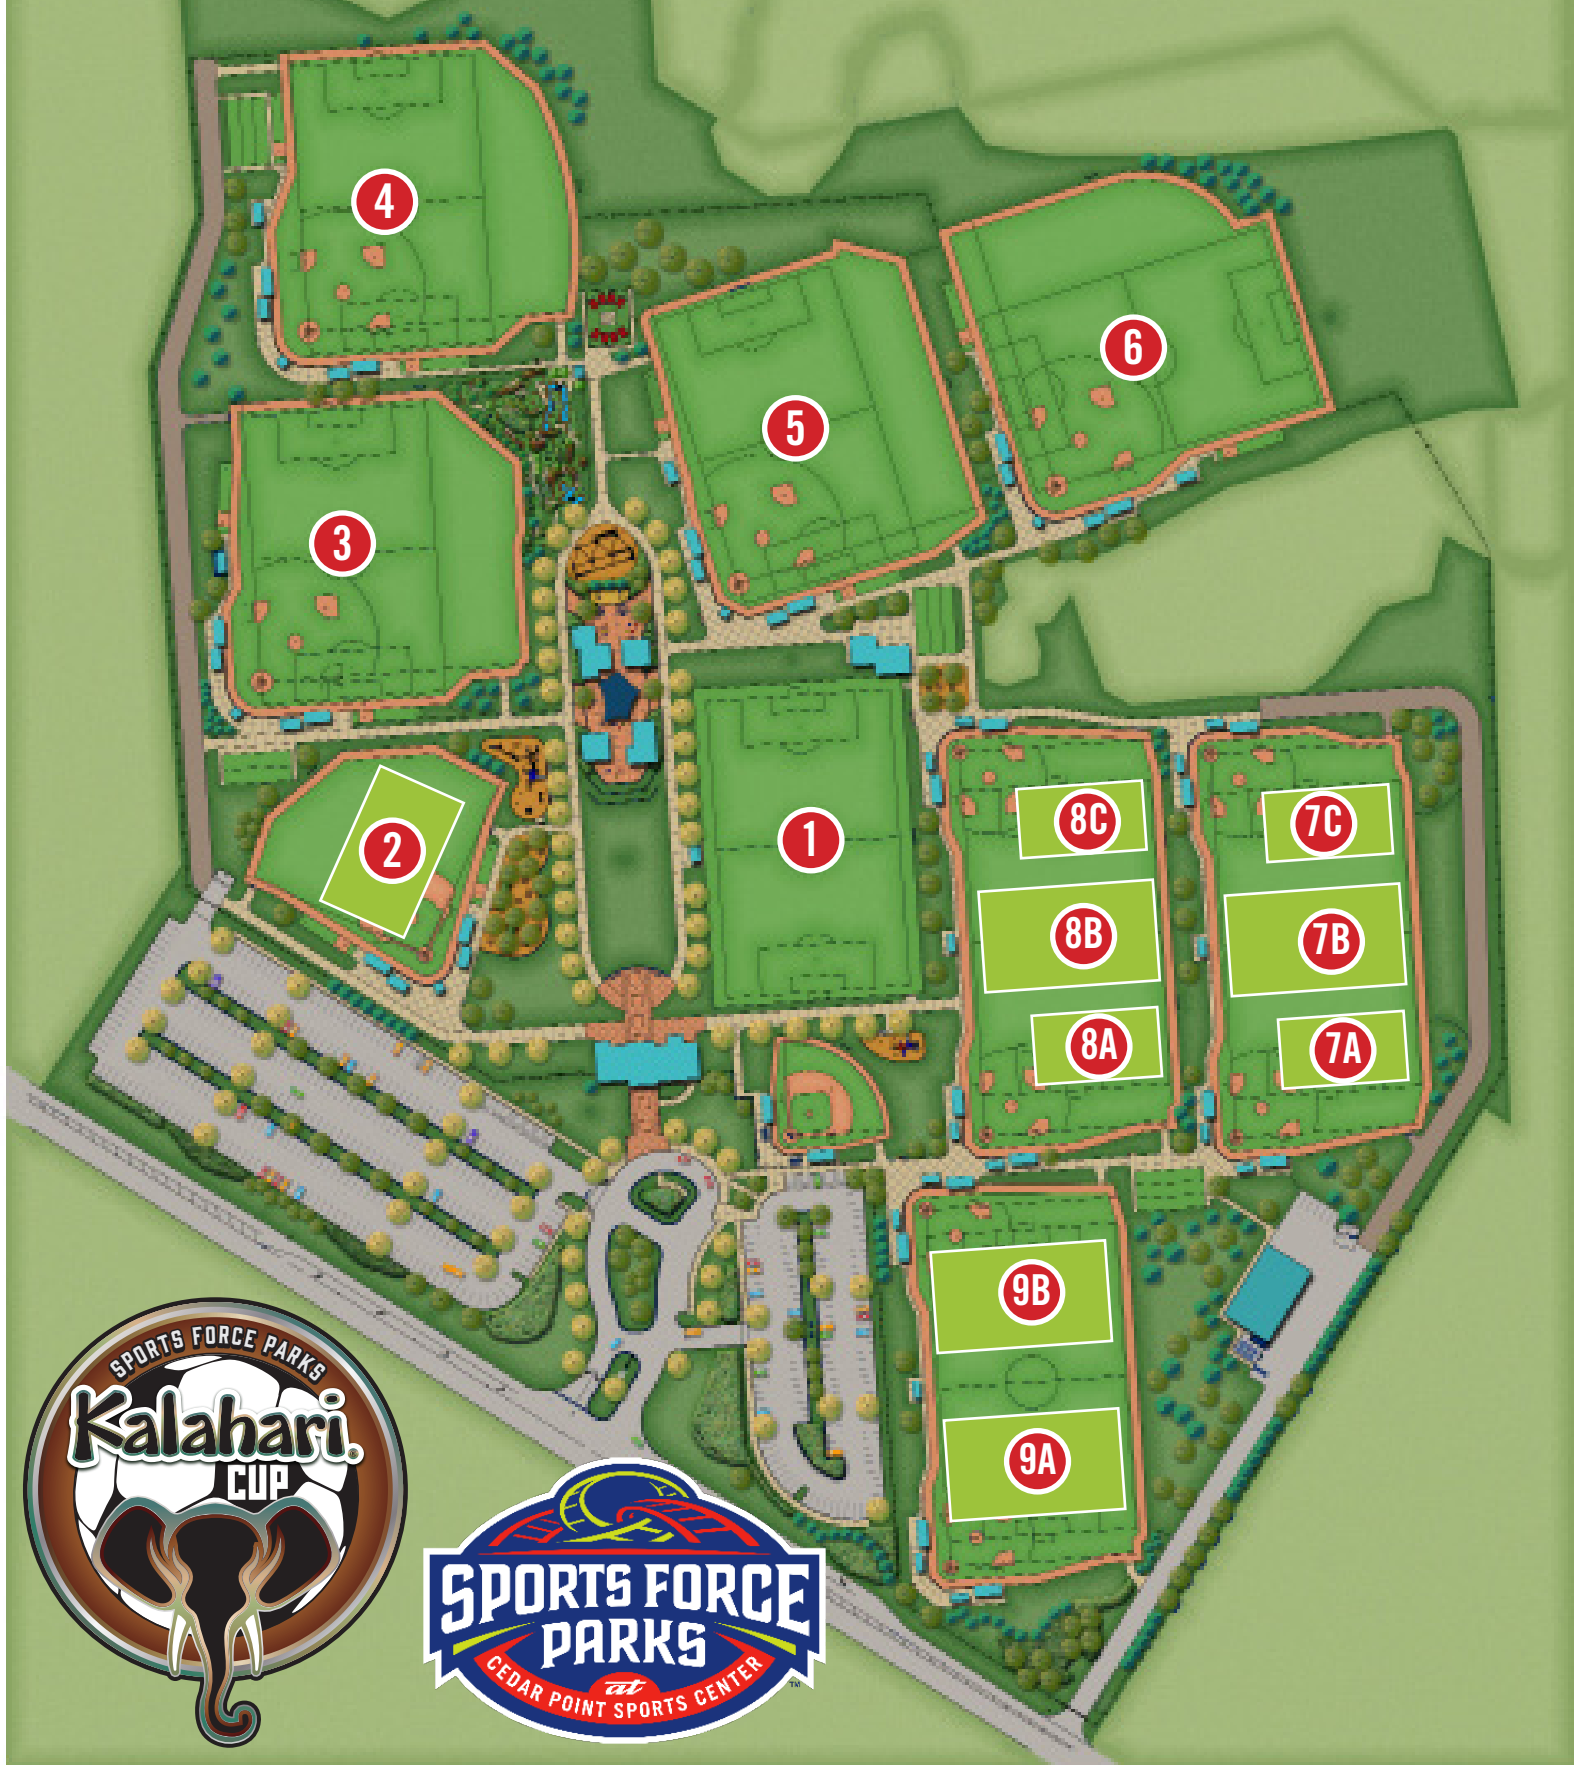 4
6
5
3
1
2
8C
7C
8B
7B
8A
7A
9B
9A
SPORTS FORCE PARKS
Kalahari®
CUP
SPORTS FORCE
PARKS
at
CEDAR POINT SPORTS CENTER
TM